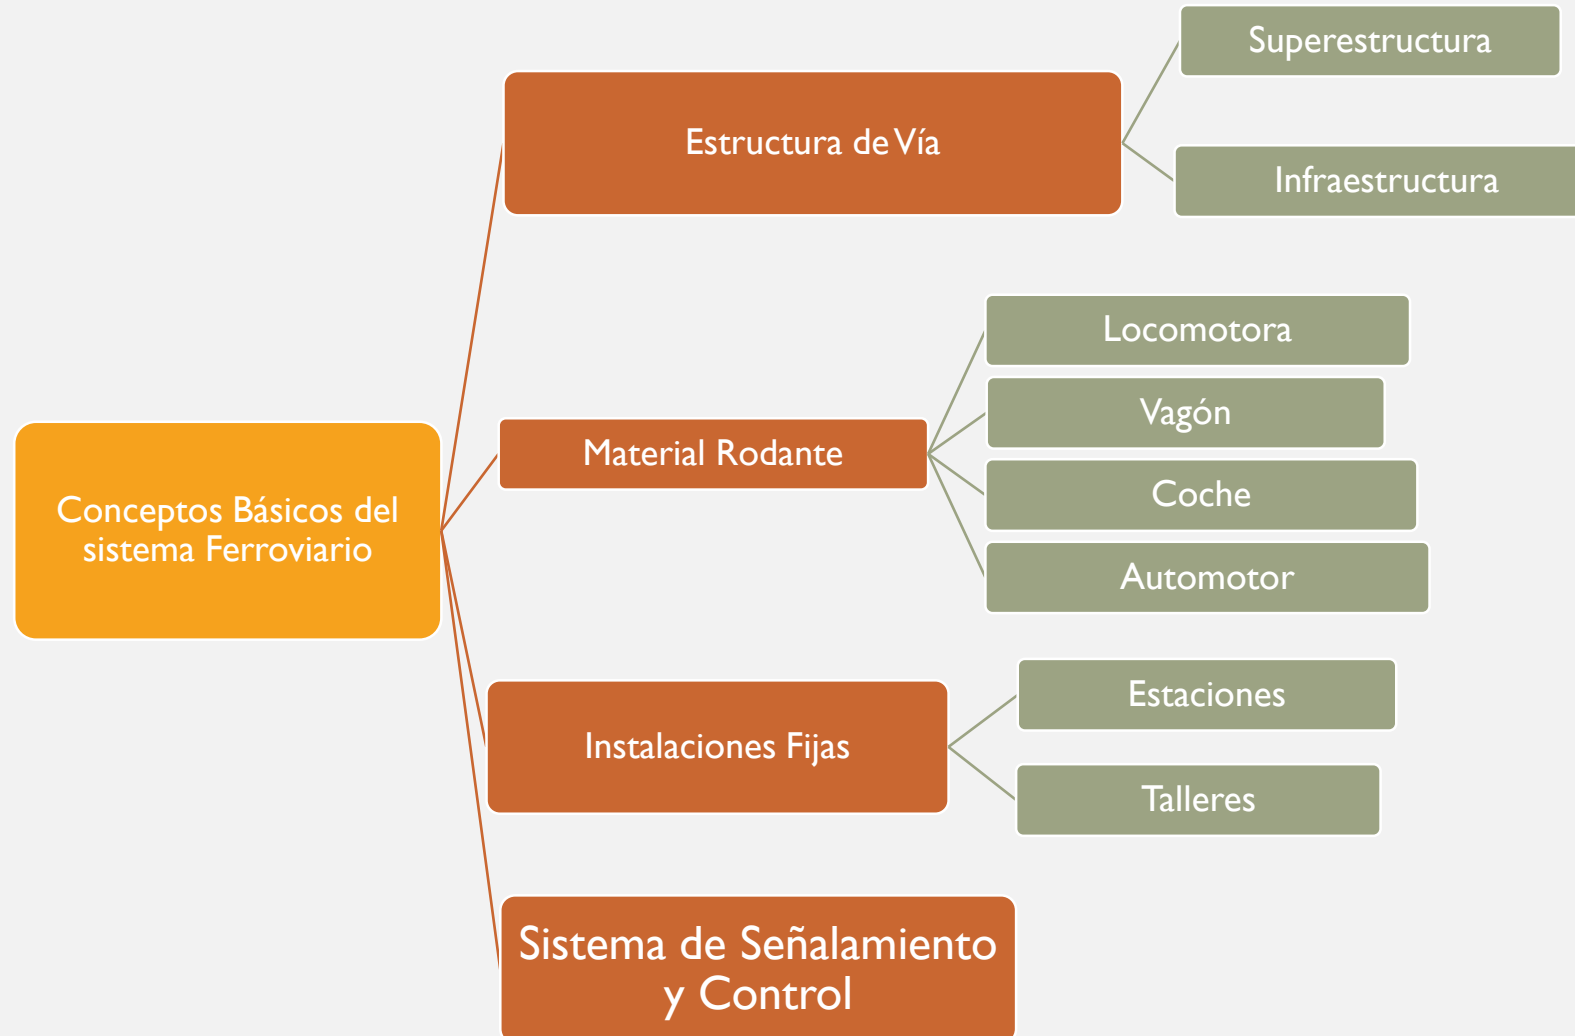 Conceptos Básicos del
sistema Ferroviario
Estructura de Vía
Superestructura
Infraestructura
Material Rodante
Locomotora
Vagón
Coche
Automotor
Instalaciones Fijas
Estaciones
Talleres
Sistema de Señalamiento
y Control